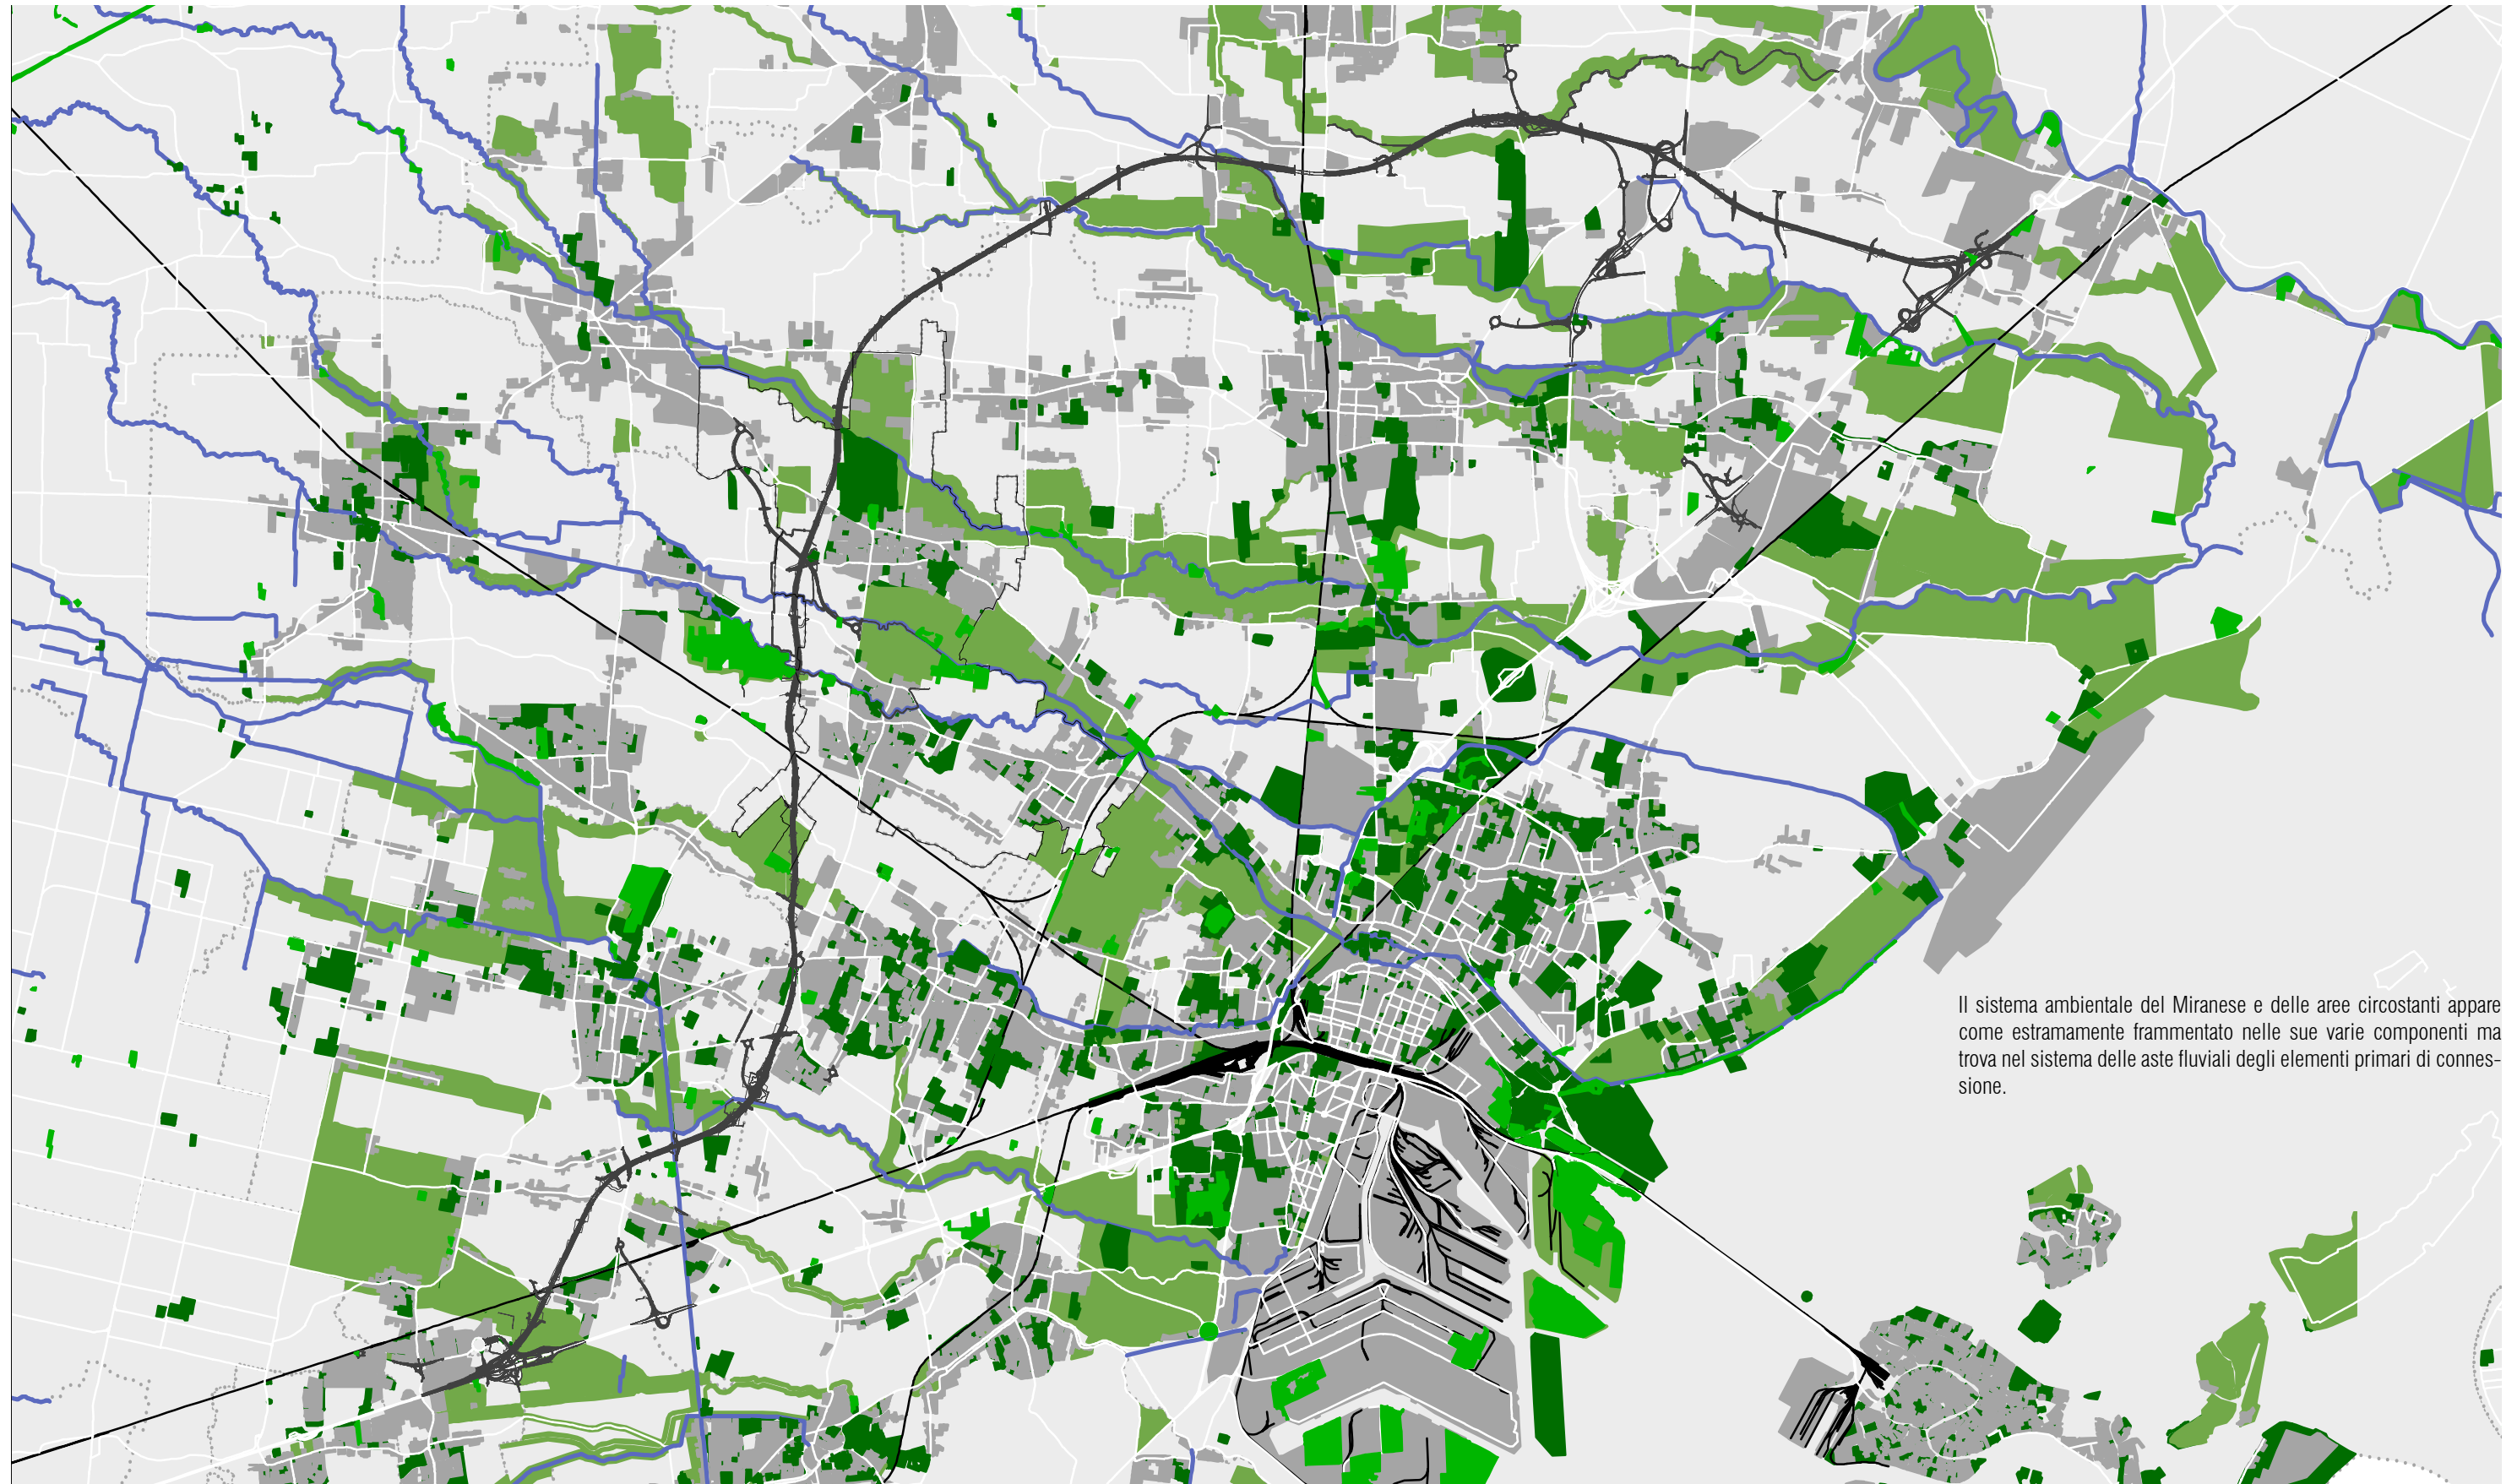 Il sistema ambientale del Miranese e delle aree circostanti appare
come estramamente frammentato nelle sue varie componenti ma
trova nel sistema delle aste fluviali degli elementi primari di connes-
sione.